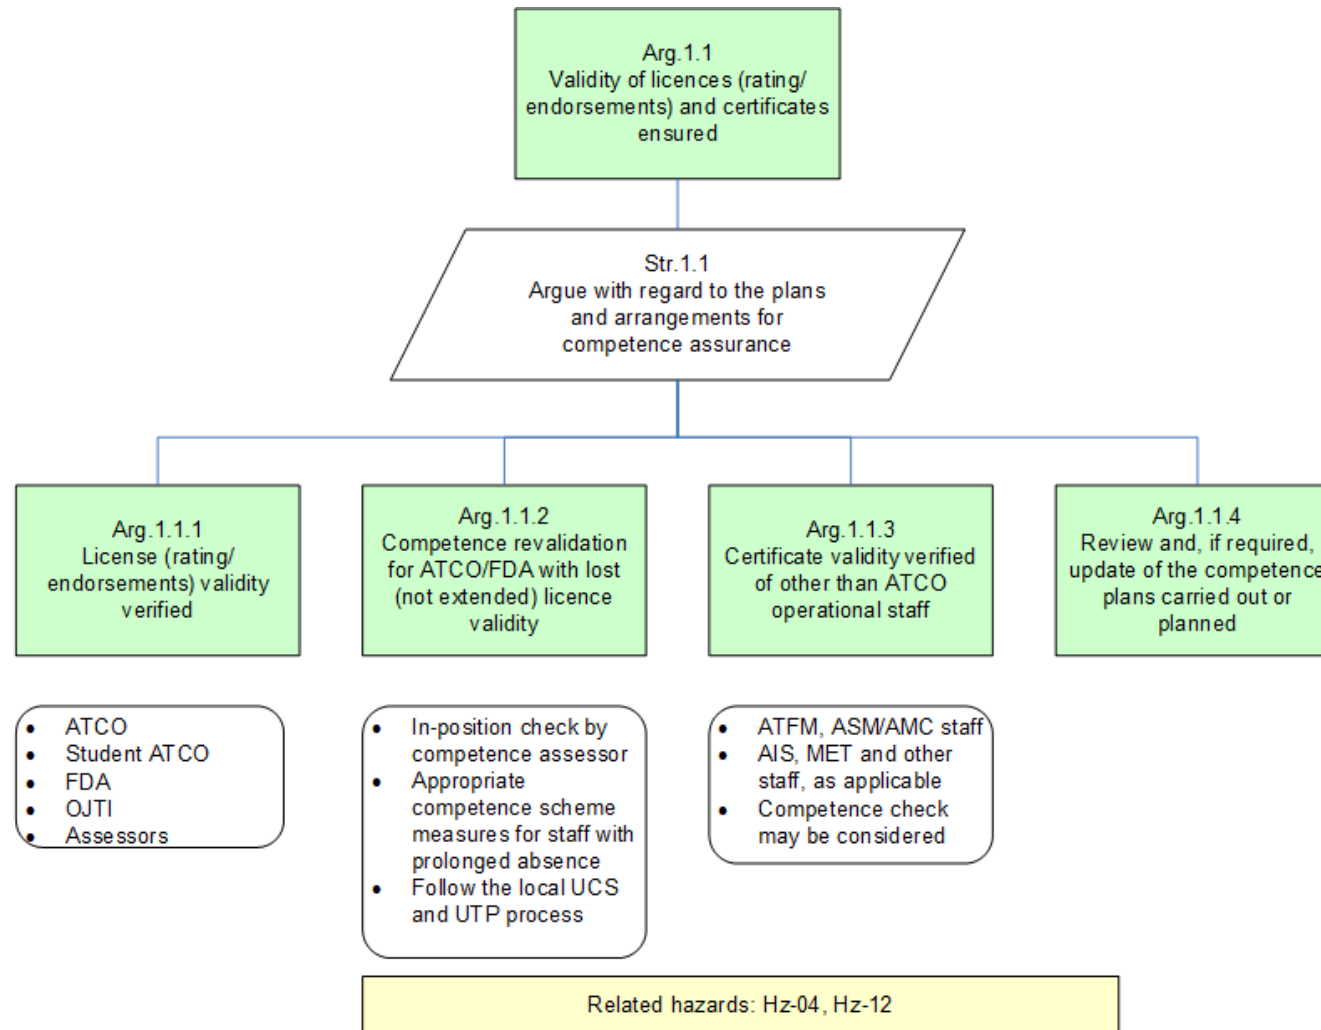 Arg.1.1
Validity of licences (rating/
endorsements) and certificates
ensured
Str.1.1
Argue with regard to the plans
and arrangements for
competence assurance
Arg.1.1.1
License (rating/
endorsements) validity
verified
Arg.1.1.2
Competence revalidation
for ATCO/FDA with lost
(not extended) licence
validity
Arg.1.1.3
Certificate validity verified
of other than ATCO
operational staff
Arg.1.1.4
Review and, if required,
update of the competence
plans carried out or
planned
• ATCO
• Student ATCO
• FDA
• OJTI
• Assessors
• In-position check by
competence assessor
• Appropriate
competence scheme
measures for staff with
prolonged absence
• Follow the local UCS
and UTP process
• ATFM, ASM/AMC staff
• AIS, MET and other
staff, as applicable
• Competence check
may be considered
Related hazards: Hz-04, Hz-12